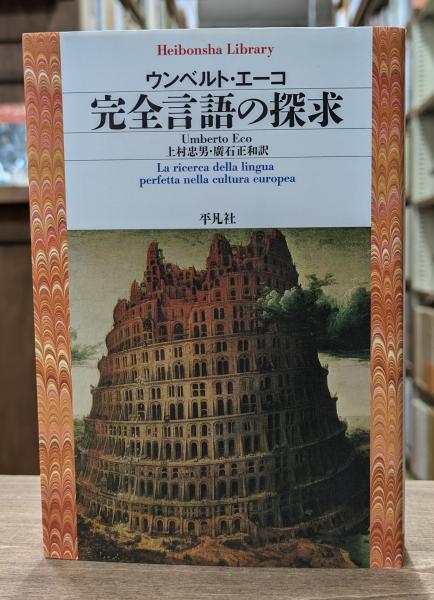 Heibonsha Library
ウンベルト・エーコ
完全言語の探求
Umberto Eco
上村忠男・廣石正和訳
La ricerca della lingua
perfetta nella cultura europea
平凡社